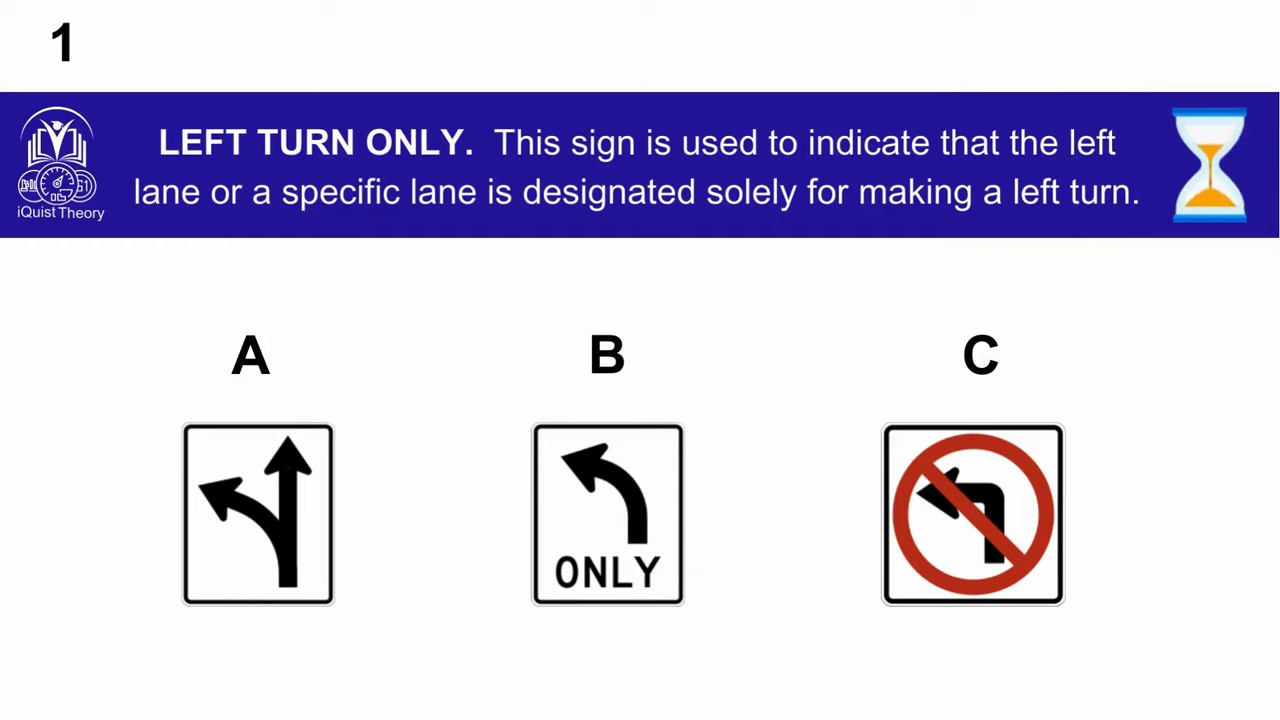 1
LEFT TURN ONLY. This sign is used to indicate that the left
lane or a specific lane is designated solely for making a left turn.
iQuist Theory
A
B
C
ONLY